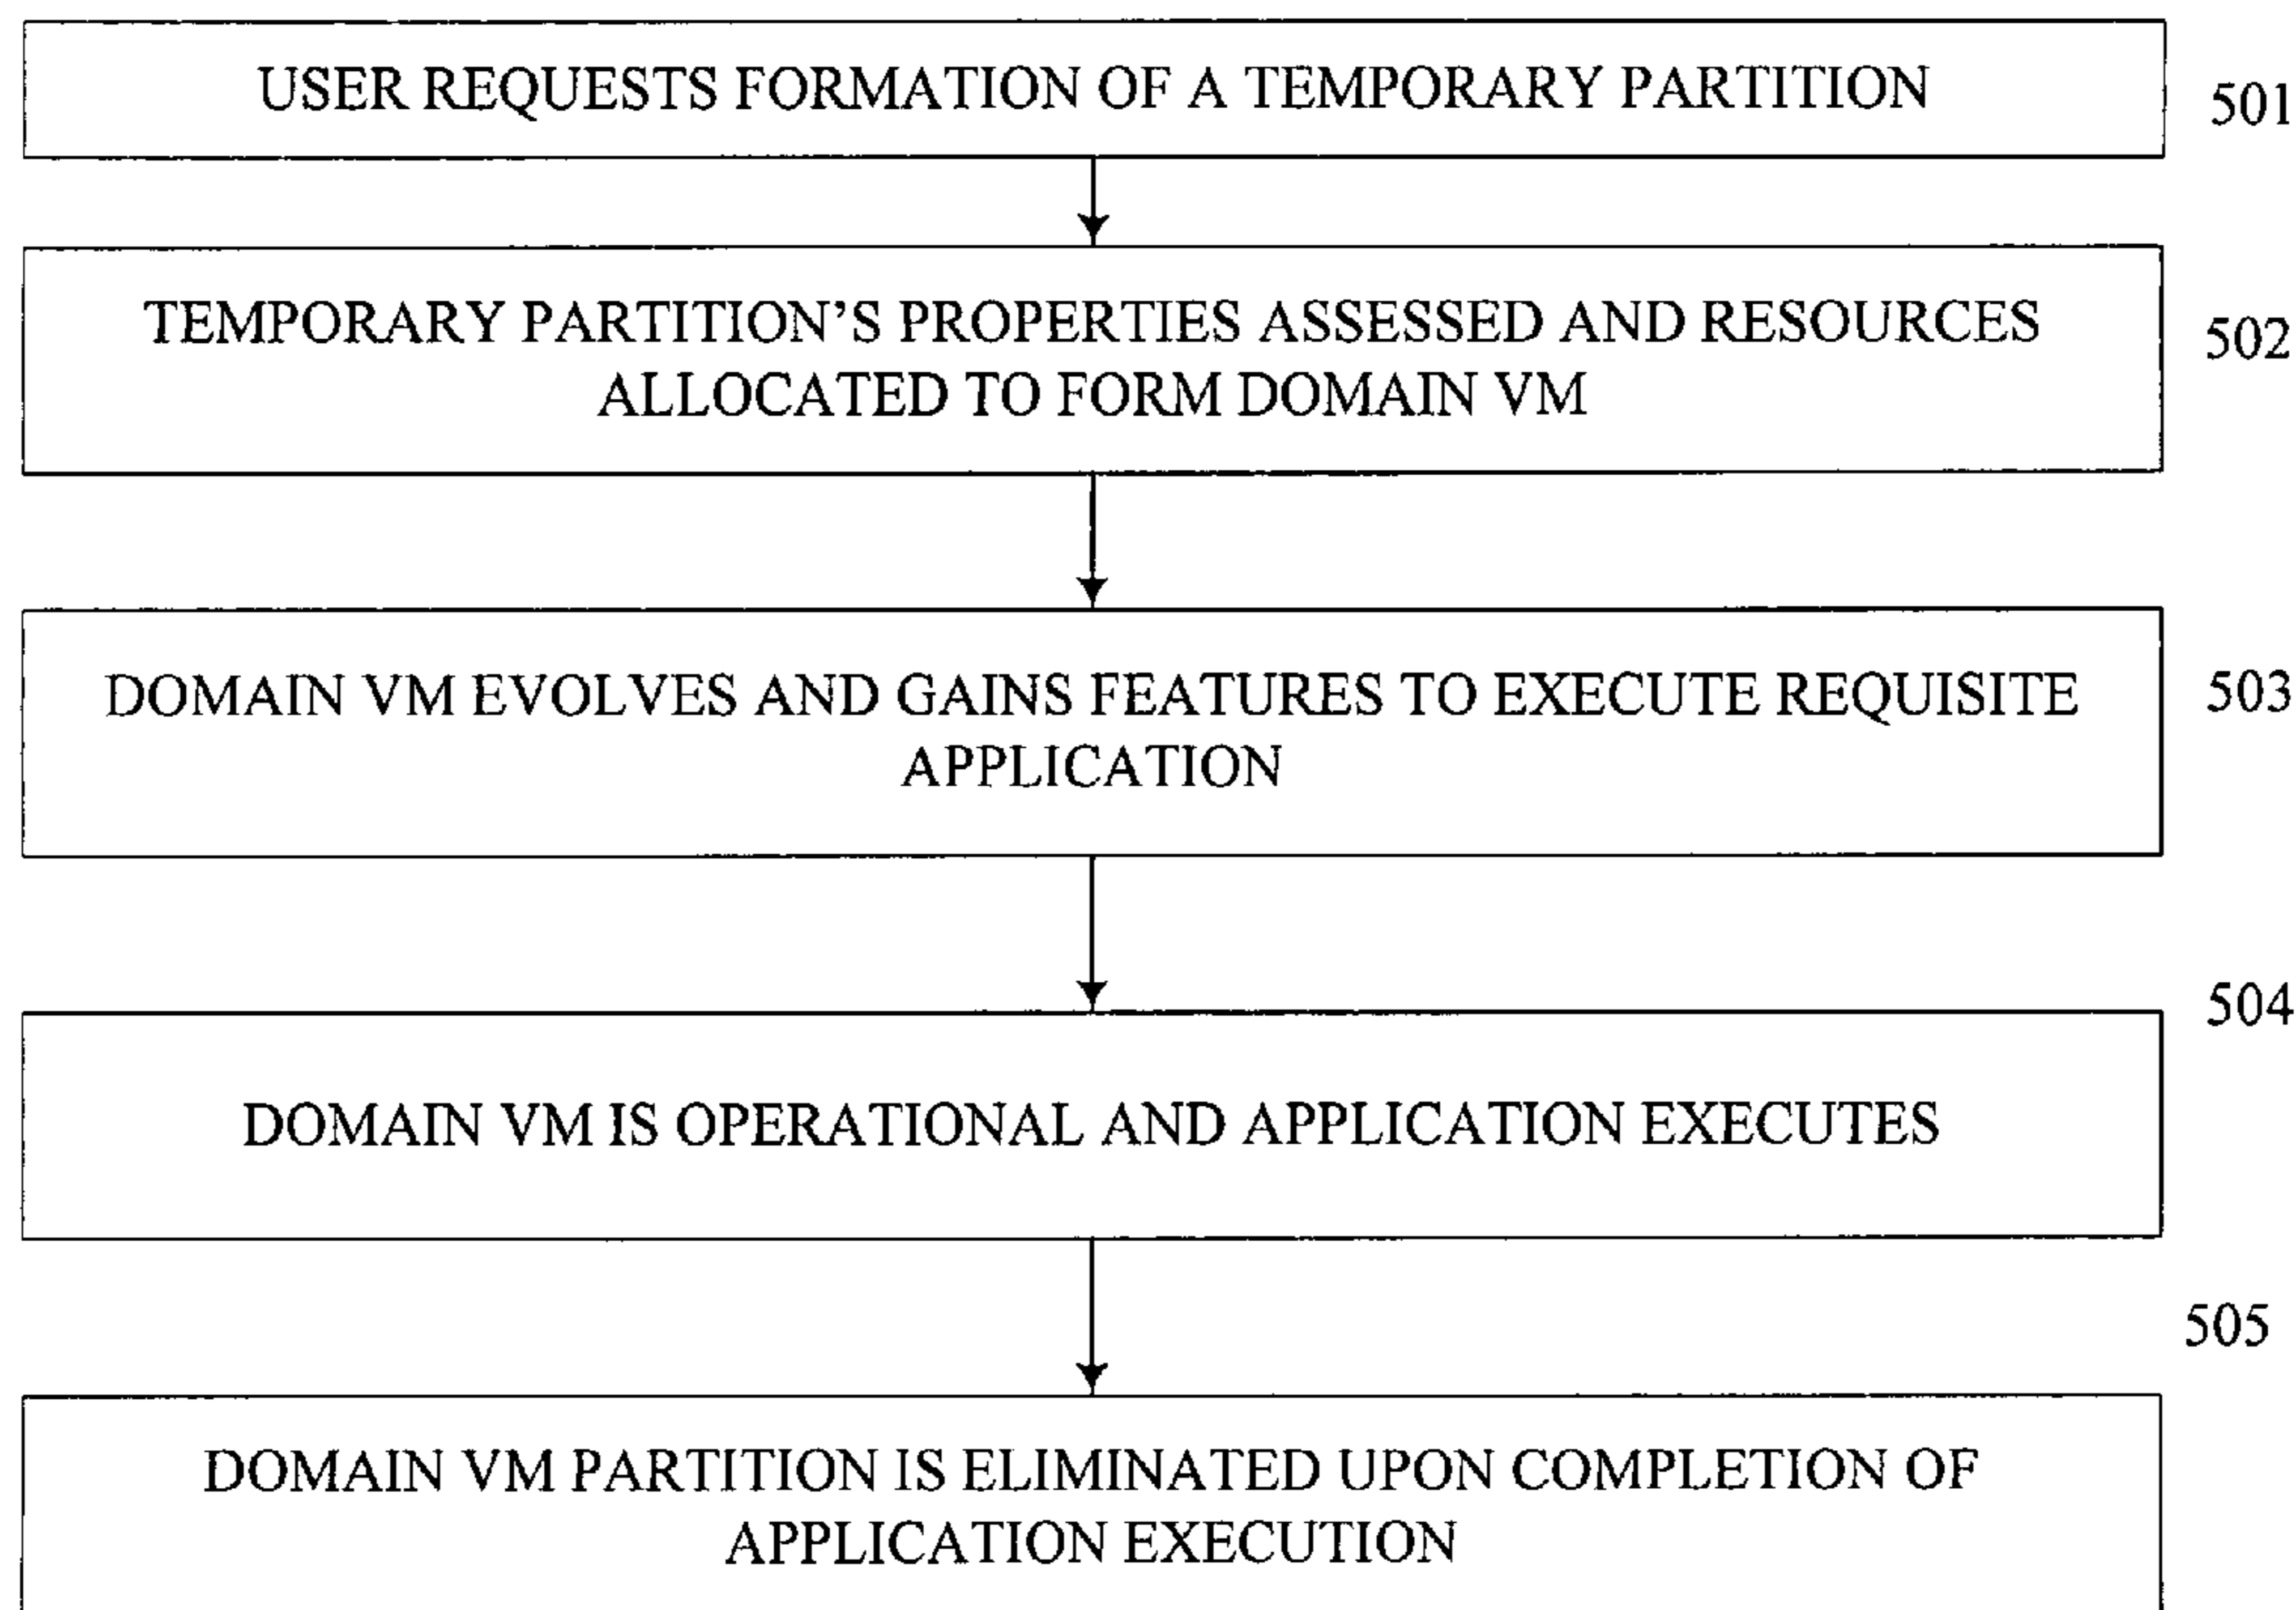 USER REQUESTS FORMATION OF A TEMPORARY PARTITION
501
TEMPORARY PARTITION'S PROPERTIES ASSESSED AND RESOURCES
ALLOCATED TO FORM DOMAIN VM
502
DOMAIN VM EVOLVES AND GAINS FEATURES TO EXECUTE REQUISITE
APPLICATION
503
504
DOMAIN VM IS OPERATIONAL AND APPLICATION EXECUTES
505
DOMAIN VM PARTITION IS ELIMINATED UPON COMPLETION OF
APPLICATION EXECUTION